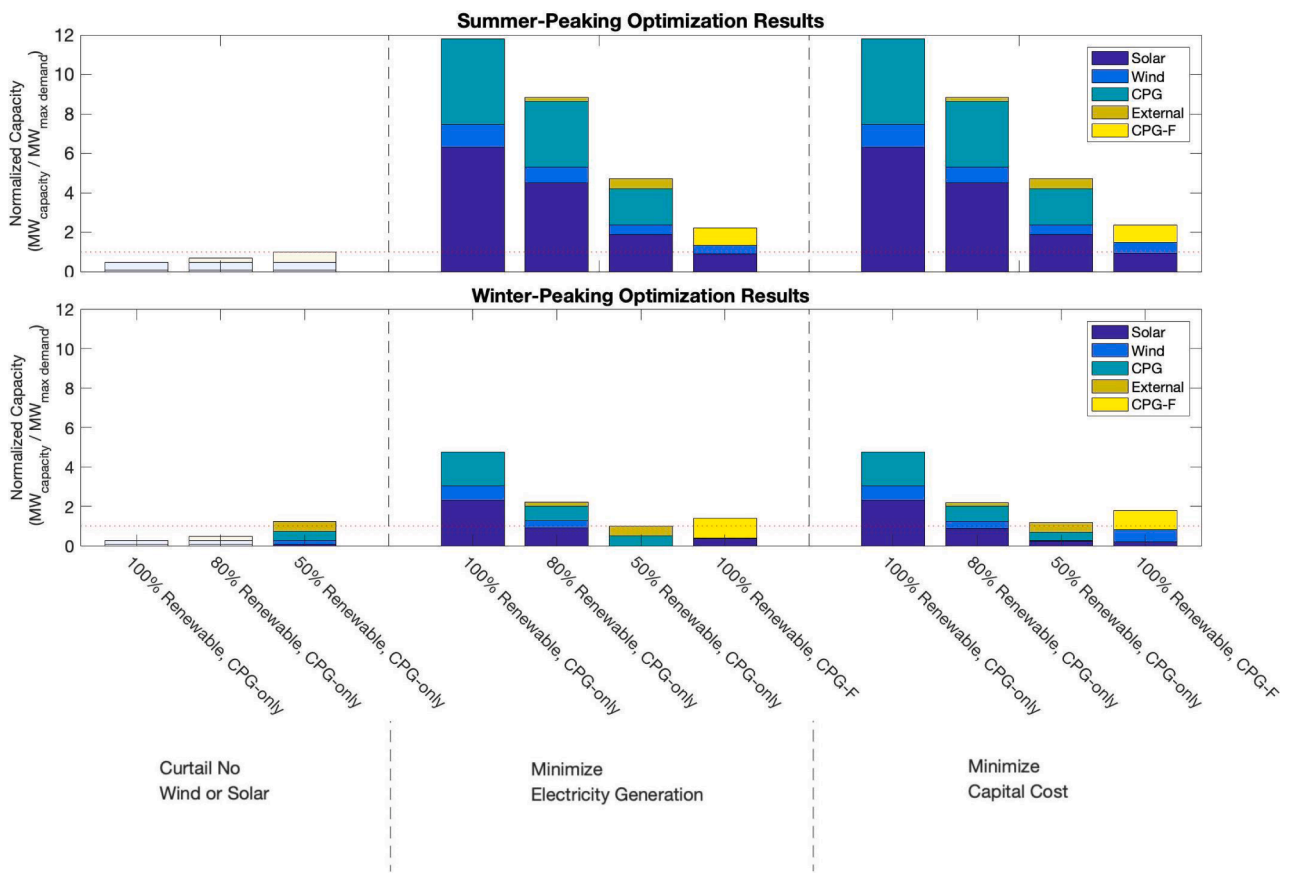 Summer-Peaking Optimization Results
Normalized Capacity
(MW_capacity / MW_max demand)
12
10
8
6
4
2
0
Solar
Wind
CPG
External
CPG-F
Winter-Peaking Optimization Results
Normalized Capacity
(MW_capacity / MW_max demand)
12
10
8
6
4
2
0
Solar
Wind
CPG
External
CPG-F
100% Renewable, CPG-only
80% Renewable, CPG-only
50% Renewable, CPG-only
100% Renewable, CPG-only
80% Renewable, CPG-only
50% Renewable, CPG-only
100% Renewable, CPG-F
100% Renewable, CPG-only
80% Renewable, CPG-only
50% Renewable, CPG-only
100% Renewable, CPG-F
Curtail No
Wind or Solar
Minimize
Electricity Generation
Minimize
Capital Cost